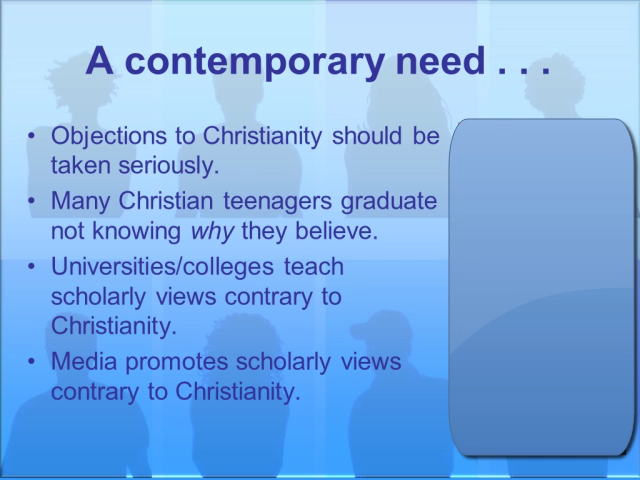 A contemporary need . . .
• Objections to Christianity should be
taken seriously.
• Many Christian teenagers graduate
not knowing why they believe.
• Universities/colleges teach
scholarly views contrary to
Christianity.
• Media promotes scholarly views
contrary to Christianity.